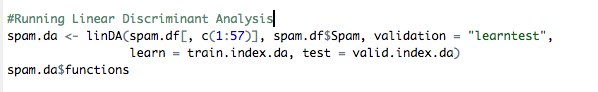 #Running Linear Discriminant Analysis
spam.da <- linDA(spam.df[, c(1:57)], spam.df$Spam, validation = "learntest",
learn = train.index.da, test = valid.index.da)
spam.da$functions